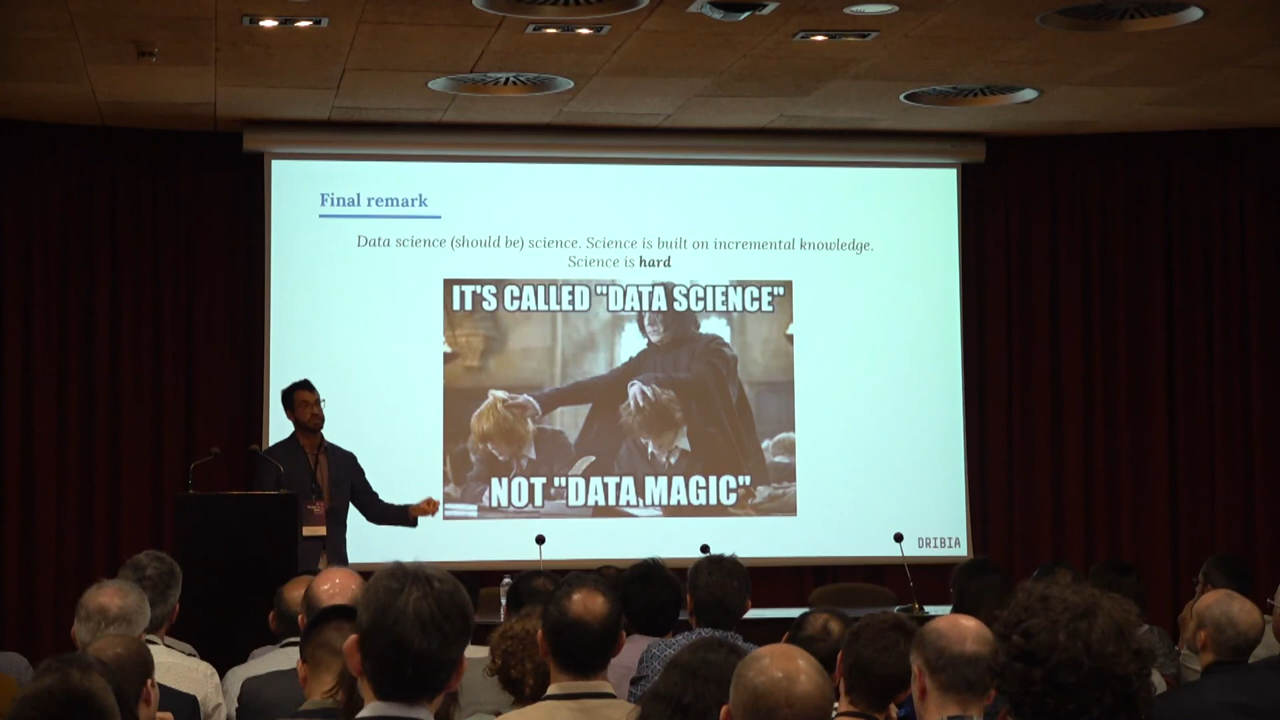 Final remark
Data science (should be) science. Science is built on incremental knowledge.
Science is hard
IT'S CALLED "DATA SCIENCE"
NOT "DATA MAGIC"
DRIBIA